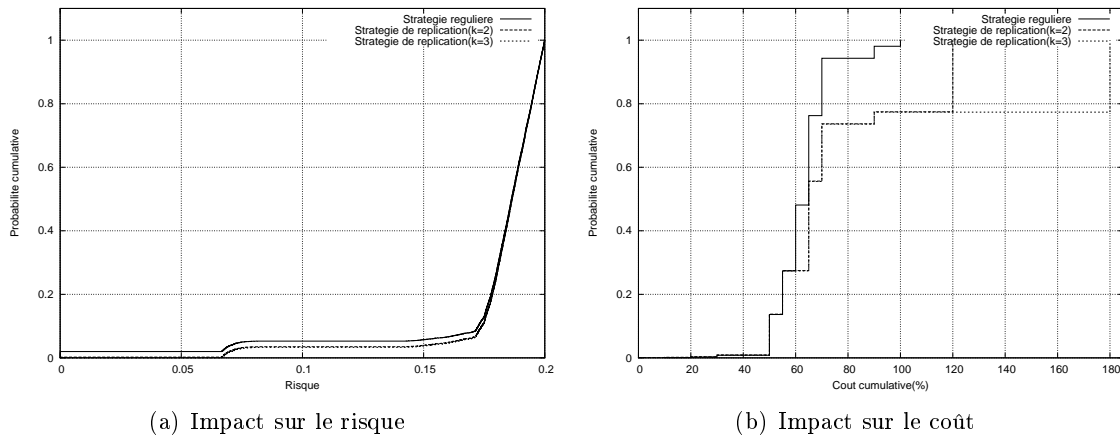 Strategie reguliere
Strategie de replication(k=2)
Strategie de replication(k=3)
1
0.8
0.6
0.4
0.2
0
Probabilite cumulative
0 0.05 0.1 0.15 0.2
Risque
(a) Impact sur le risque
Strategie reguliere
Strategie de replication(k=2)
Strategie de replication(k=3)
1
0.8
0.6
0.4
0.2
0
Probabilite cumulative
0 20 40 60 80 100 120 140 160 180
Cout cumulative(%)
(b) Impact sur le coût